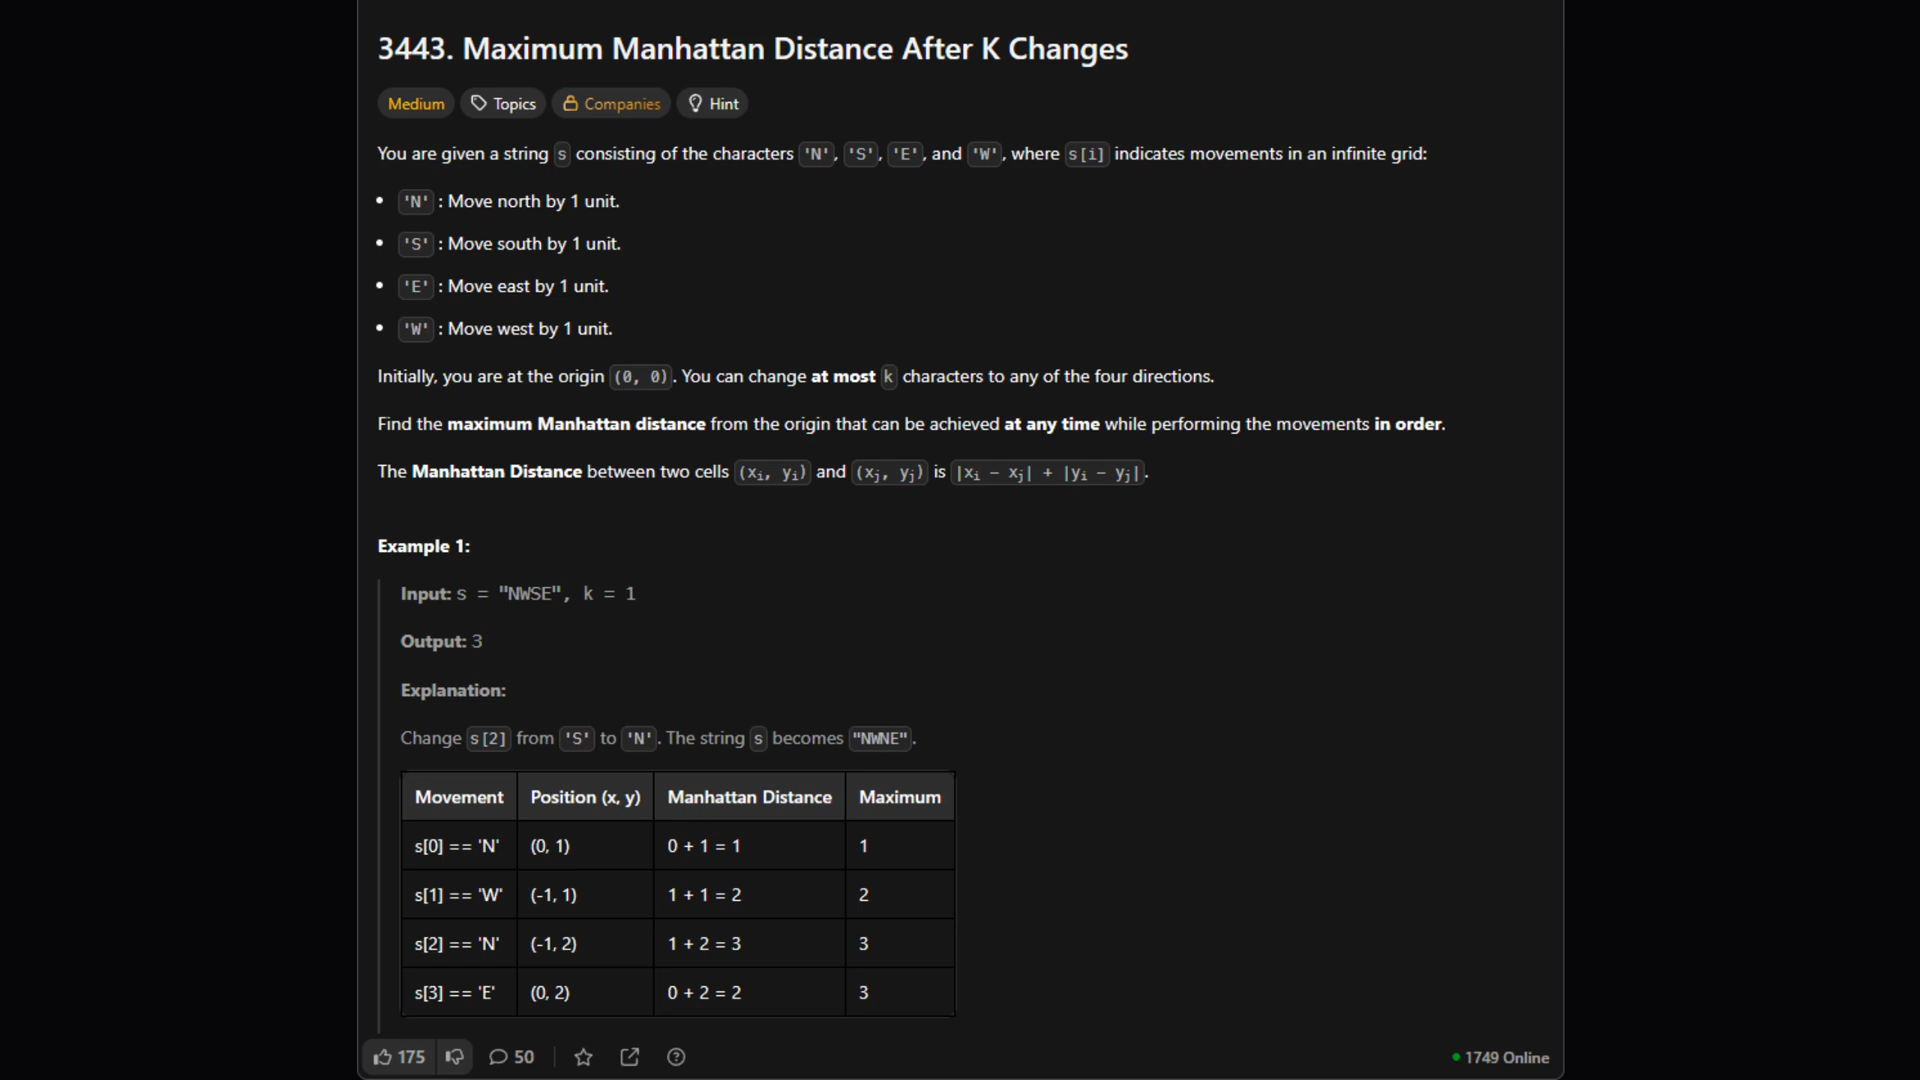 3443. Maximum Manhattan Distance After K Changes
Medium Topics Companies Hint
You are given a string s consisting of the characters 'N', 'S', 'E', and 'W', where s[i] indicates movements in an infinite grid:
• 'N' : Move north by 1 unit.
• 'S' : Move south by 1 unit.
• 'E' : Move east by 1 unit.
• 'W' : Move west by 1 unit.
Initially, you are at the origin (0, 0). You can change at most k characters to any of the four directions.
Find the maximum Manhattan distance from the origin that can be achieved at any time while performing the movements in order.
The Manhattan Distance between two cells (xi, yi) and (xj, yj) is |xi − xj| + |yi − yj|.
Example 1:
Input: s = "NWSE", k = 1
Output: 3
Explanation:
Change s[2] from 'S' to 'N'. The string s becomes "NWNE".
Movement Position (x, y) Manhattan Distance Maximum
s[0] == 'N' (0, 1) 0 + 1 = 1 1
s[1] == 'W' (-1, 1) 1 + 1 = 2 2
s[2] == 'N' (-1, 2) 1 + 2 = 3 3
s[3] == 'E' (0, 2) 0 + 2 = 2 3
175 50 1749 Online